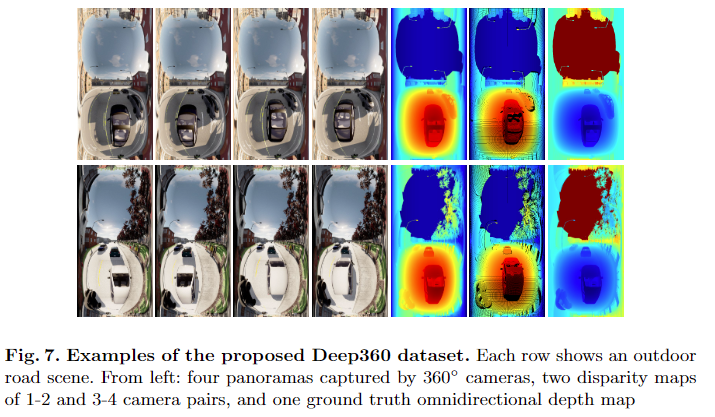 Fig. 7. Examples of the proposed Deep360 dataset. Each row shows an outdoor
road scene. From left: four panoramas captured by 360° cameras, two disparity maps
of 1-2 and 3-4 camera pairs, and one ground truth omnidirectional depth map